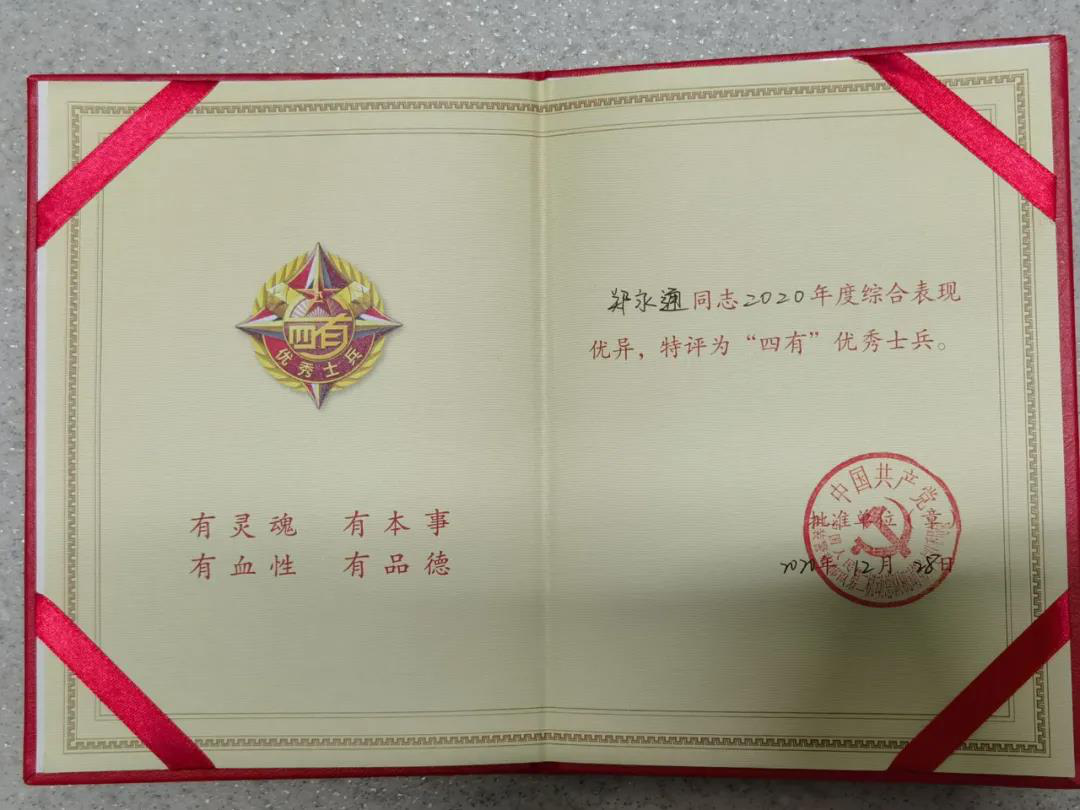 四有
优秀士兵
有灵魂 有本事
有血性 有品德
郑永通同志2020年度综合表现
优异，特评为“四有”优秀士兵。
中国共产党
批准单位（章）
2020年 12月 28日